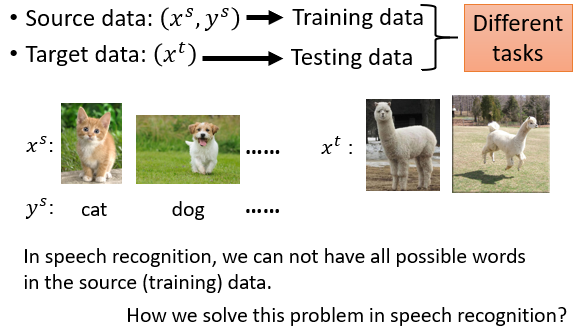 • Source data: (x^s, y^s) → Training data
• Target data: (x^t) → Testing data
Different
tasks
x^s: ……
x^t :
y^s: cat dog ……
In speech recognition, we can not have all possible words
in the source (training) data.
How we solve this problem in speech recognition?